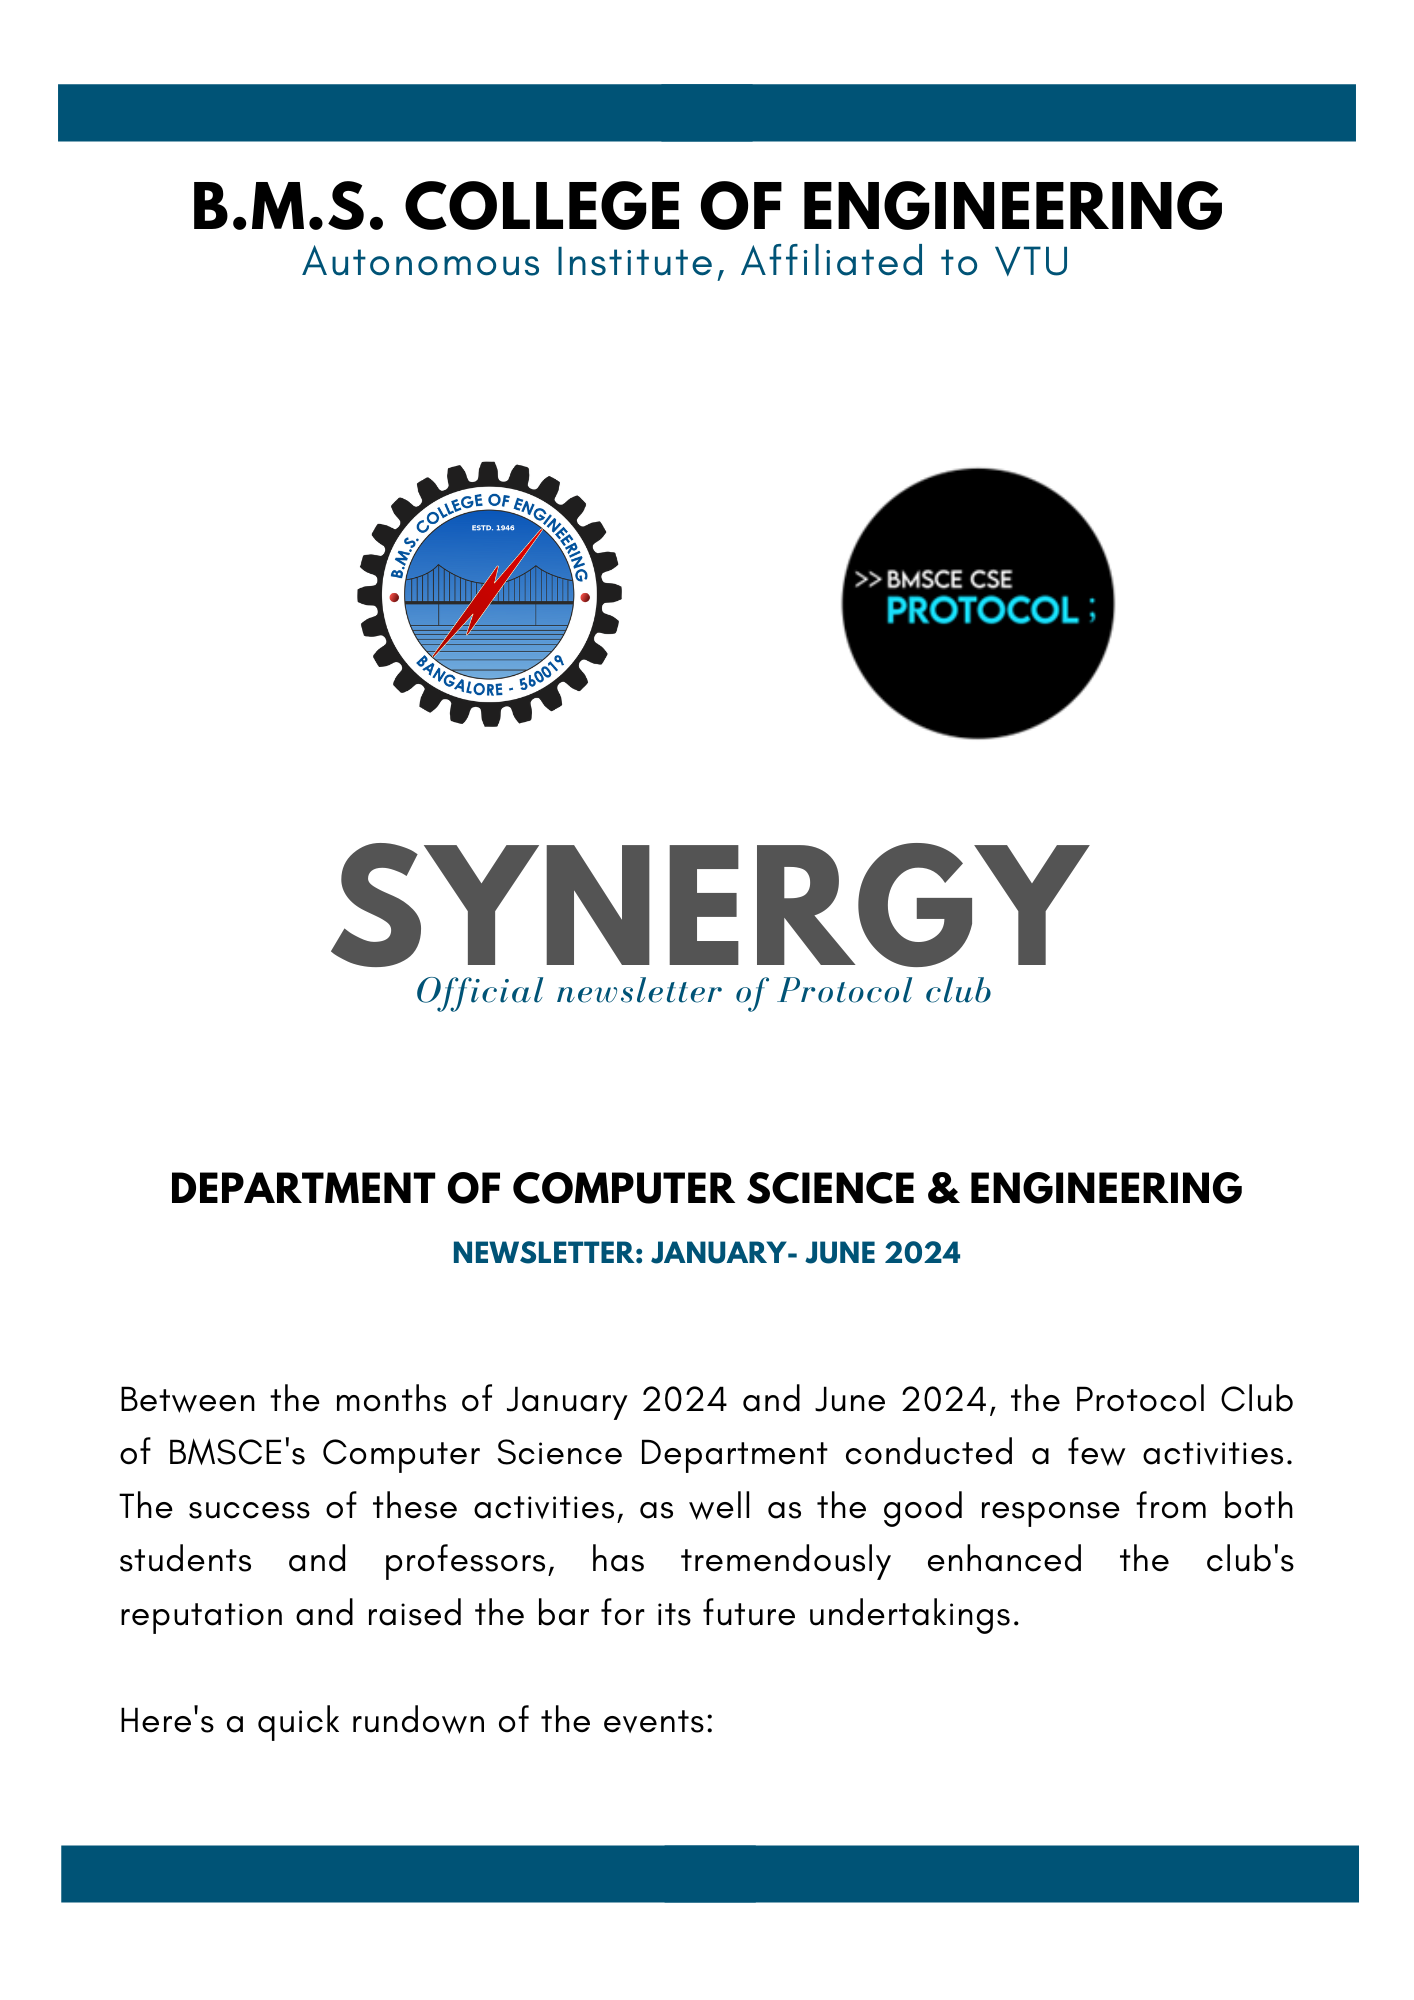 B.M.S. COLLEGE OF ENGINEERING
Autonomous Institute, Affiliated to VTU
B.M.S. COLLEGE OF ENGINEERING
ESTD. 1946
BANGALORE - 560019
>> BMSCE CSE
PROTOCOL ;
SYNERGY
Official newsletter of Protocol club
DEPARTMENT OF COMPUTER SCIENCE & ENGINEERING
NEWSLETTER: JANUARY- JUNE 2024
Between the months of January 2024 and June 2024, the Protocol Club
of BMSCE's Computer Science Department conducted a few activities.
The success of these activities, as well as the good response from both
students and professors, has tremendously enhanced the club's
reputation and raised the bar for its future undertakings.
Here's a quick rundown of the events: